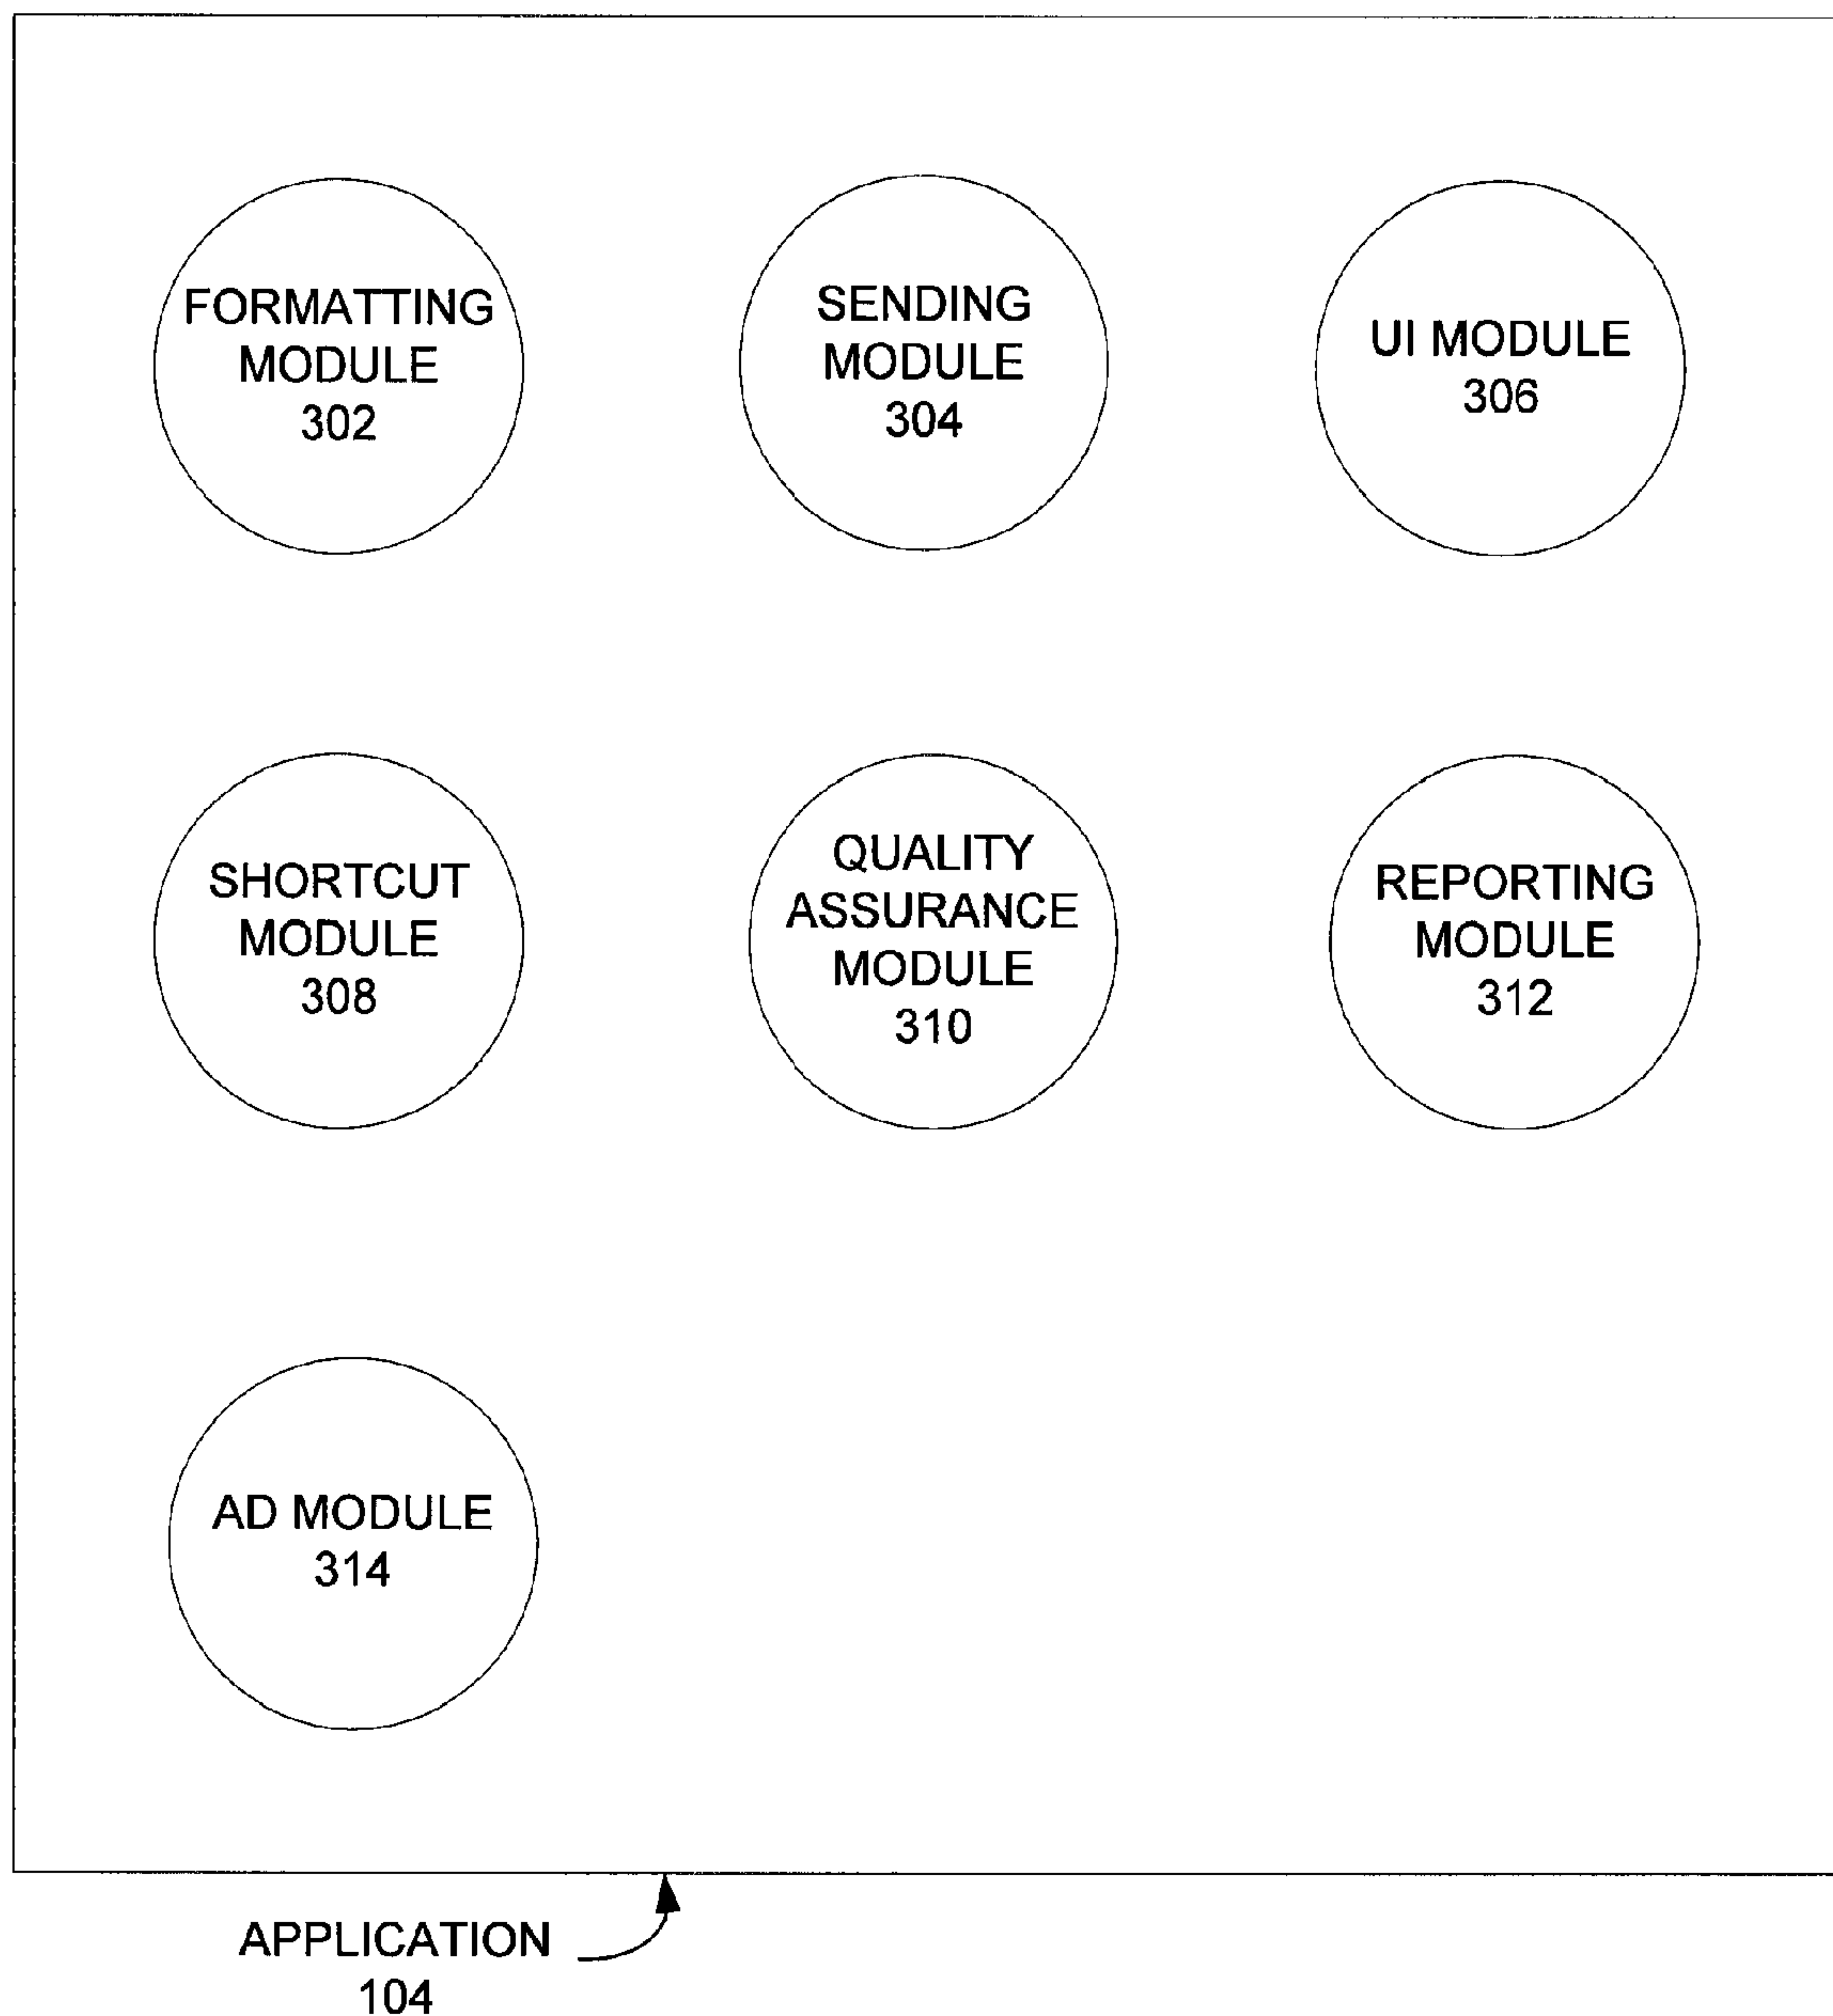 FORMATTING
MODULE
302
SENDING
MODULE
304
UI MODULE
306
SHORTCUT
MODULE
308
QUALITY
ASSURANCE
MODULE
310
REPORTING
MODULE
312
AD MODULE
314
APPLICATION
104